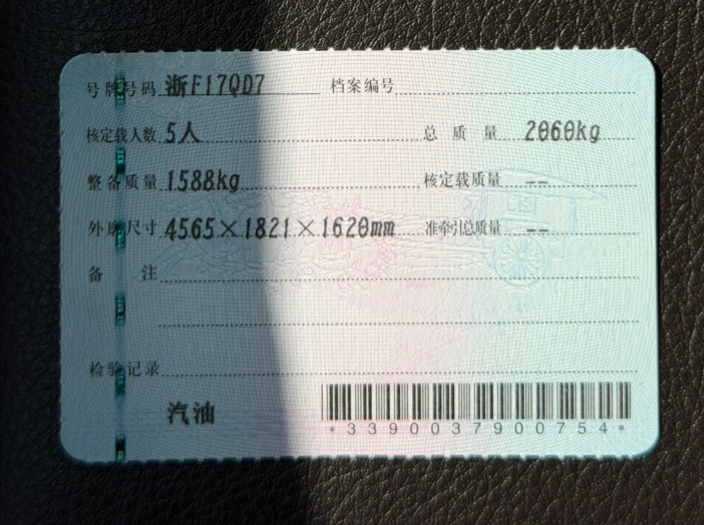 号牌号码 浙F17QD7 档案编号
核定载人数 5人 总质量 2060kg
整备质量 1588kg 核定载质量 --
外廓尺寸 4565×1821×1620mm 准牵引总质量 --
备注
检验记录
汽油
*3390037900754*